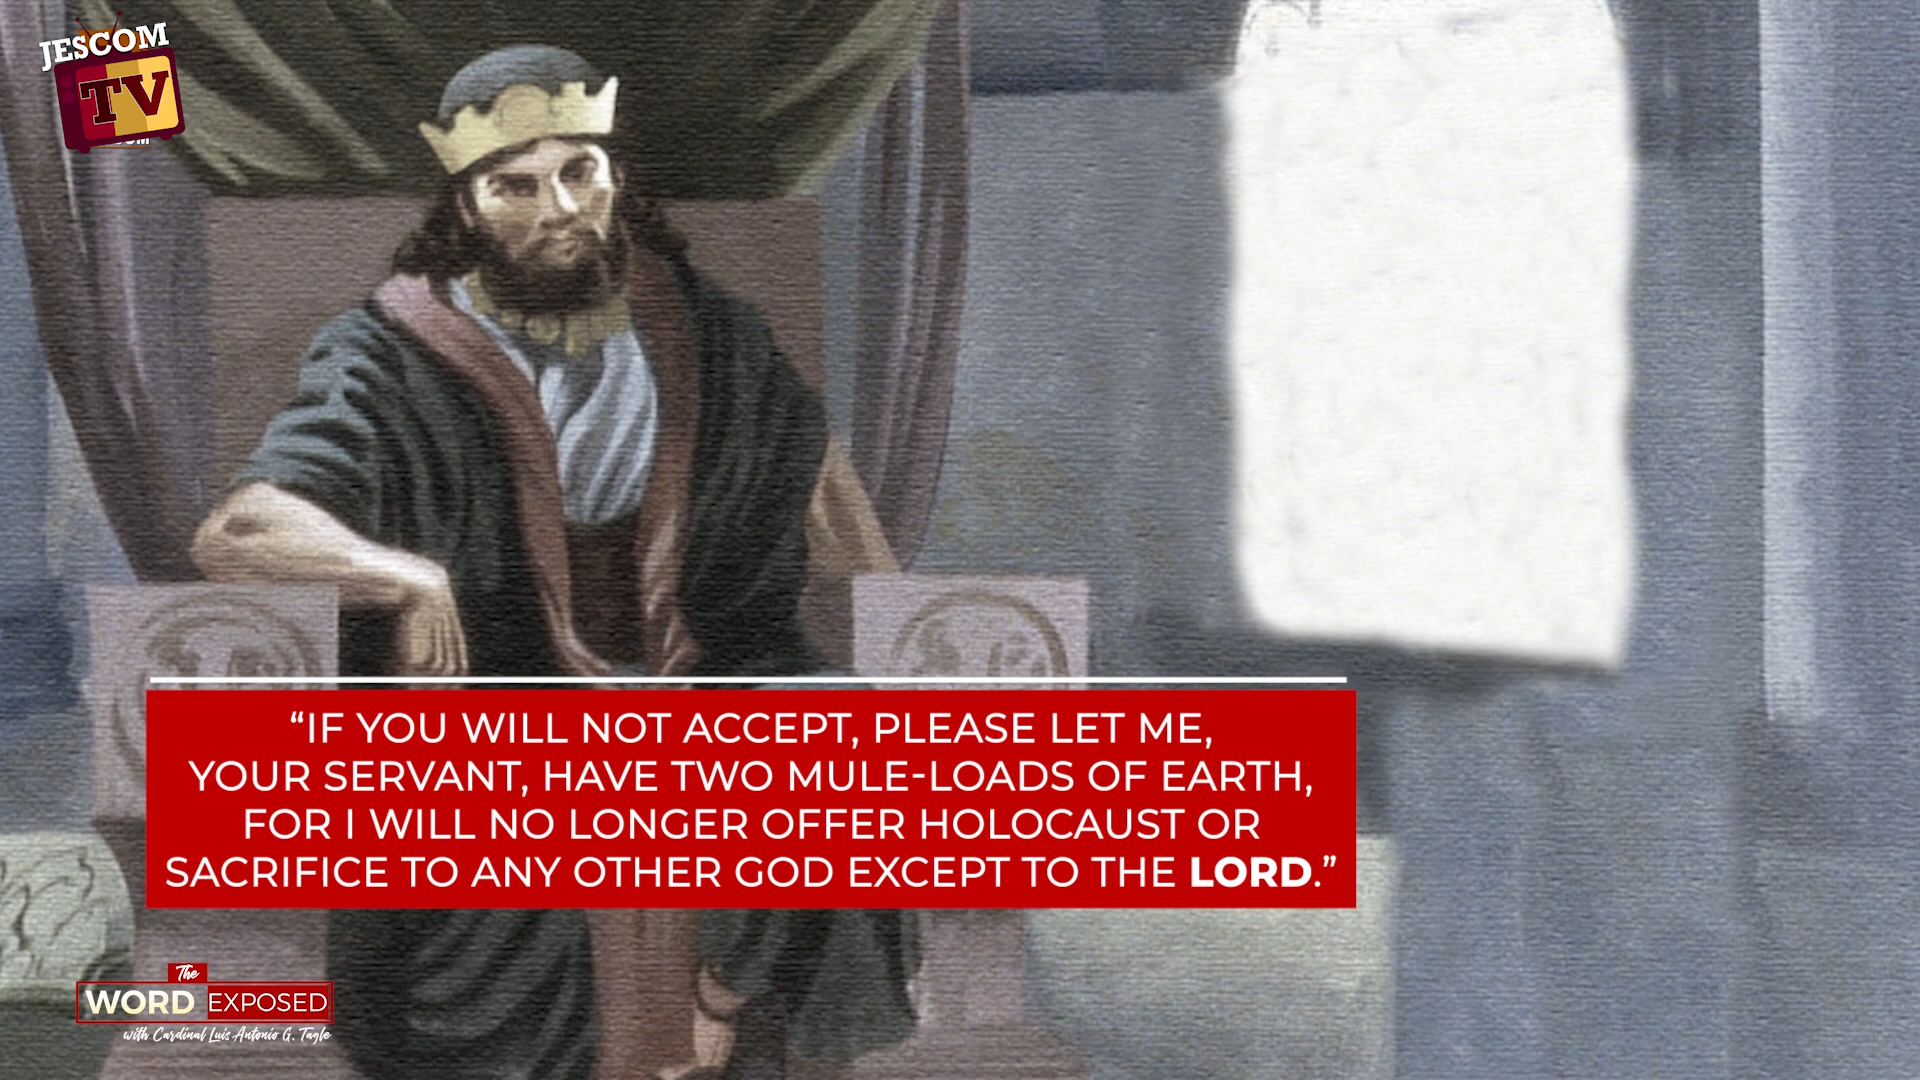 JESCOM
TV
“IF YOU WILL NOT ACCEPT, PLEASE LET ME,
YOUR SERVANT, HAVE TWO MULE-LOADS OF EARTH,
FOR I WILL NO LONGER OFFER HOLOCAUST OR
SACRIFICE TO ANY OTHER GOD EXCEPT TO THE LORD.”
The
WORD EXPOSED
with Cardinal Luis Antonio G. Tagle